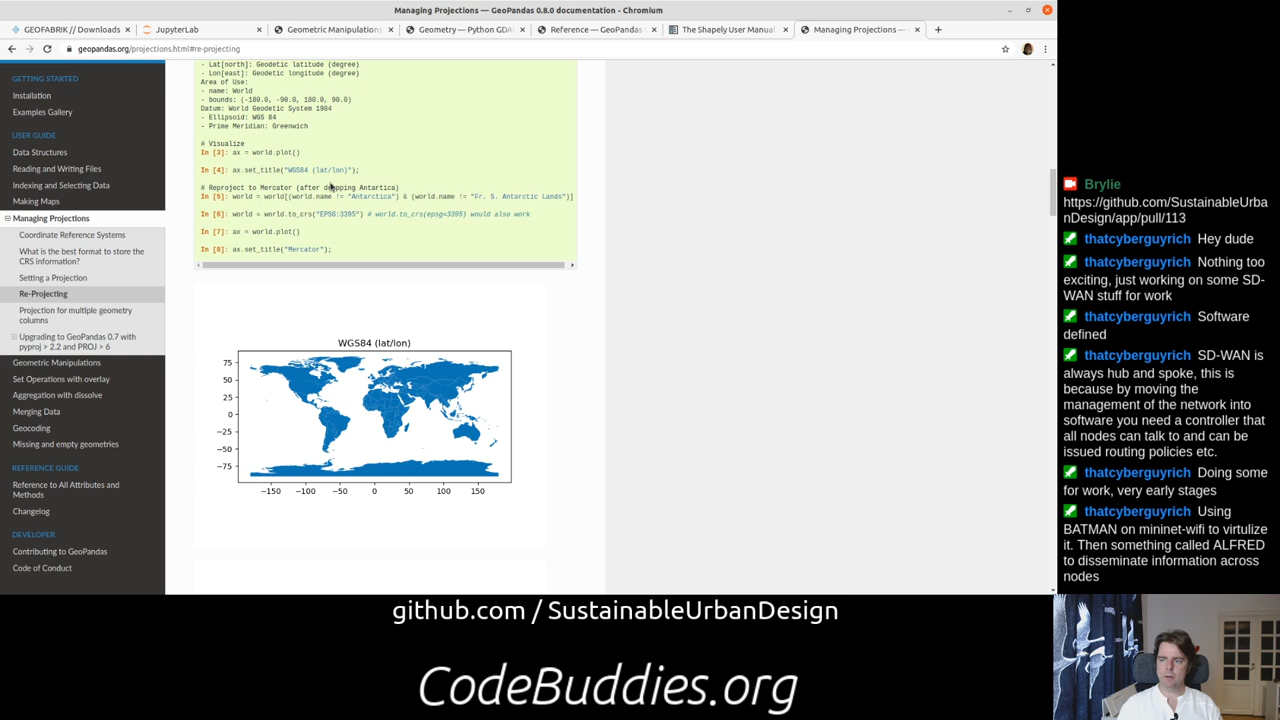 Managing Projections — GeoPandas 0.8.0 documentation - Chromium
GEOFABRIK // Downloads
JupyterLab
Geometric Manipulations
Geometry — Python GDA
Reference — GeoPandas
The Shapely User Manual
Managing Projections —
geopandas.org/projections.html#re-projecting
GETTING STARTED
Installation
Examples Gallery
USER GUIDE
Data Structures
Reading and Writing Files
Indexing and Selecting Data
Making Maps
Managing Projections
Coordinate Reference Systems
What is the best format to store the
CRS information?
Setting a Projection
Re-Projecting
Projection for multiple geometry
columns
Upgrading to GeoPandas 0.7 with
pyproj > 2.2 and PROJ > 6
Geometric Manipulations
Set Operations with overlay
Aggregation with dissolve
Merging Data
Geocoding
Missing and empty geometries
REFERENCE GUIDE
Reference to All Attributes and
Methods
Changelog
DEVELOPER
Contributing to GeoPandas
Code of Conduct
- Lat[north]: Geodetic latitude (degree)
- Lon[east]: Geodetic longitude (degree)
Area of Use:
- name: World
- bounds: (-180.0, -90.0, 180.0, 90.0)
Datum: World Geodetic System 1984
- Ellipsoid: WGS 84
- Prime Meridian: Greenwich
# Visualize
In [3]: ax = world.plot()
In [4]: ax.set_title("WGS84 (lat/lon)");
# Reproject to Mercator (after dropping Antartica)
In [5]: world = world[(world.name != "Antarctica") & (world.name != "Fr. S. Antarctic Lands")]
In [6]: world = world.to_crs("EPSG:3395") # world.to_crs(epsg=3395) would also work
In [7]: ax = world.plot()
In [8]: ax.set_title("Mercator");
WGS84 (lat/lon)
75
50
25
0
−25
−50
−75
−150 −100 −50 0 50 100 150
Brylie
https://github.com/SustainableUrba
nDesign/app/pull/113
thatcyberguyrich Hey dude
thatcyberguyrich Nothing too
exciting, just working on some SD-
WAN stuff for work
thatcyberguyrich Software
defined
thatcyberguyrich SD-WAN is
always hub and spoke, this is
because by moving the
management of the network into
software you need a controller that
all nodes can talk to and can be
issued routing policies etc.
thatcyberguyrich Doing some
for work, very early stages
thatcyberguyrich Using
BATMAN on mininet-wifi to virtulize
it. Then something called ALFRED
to disseminate information across
nodes
github.com / SustainableUrbanDesign
CodeBuddies.org